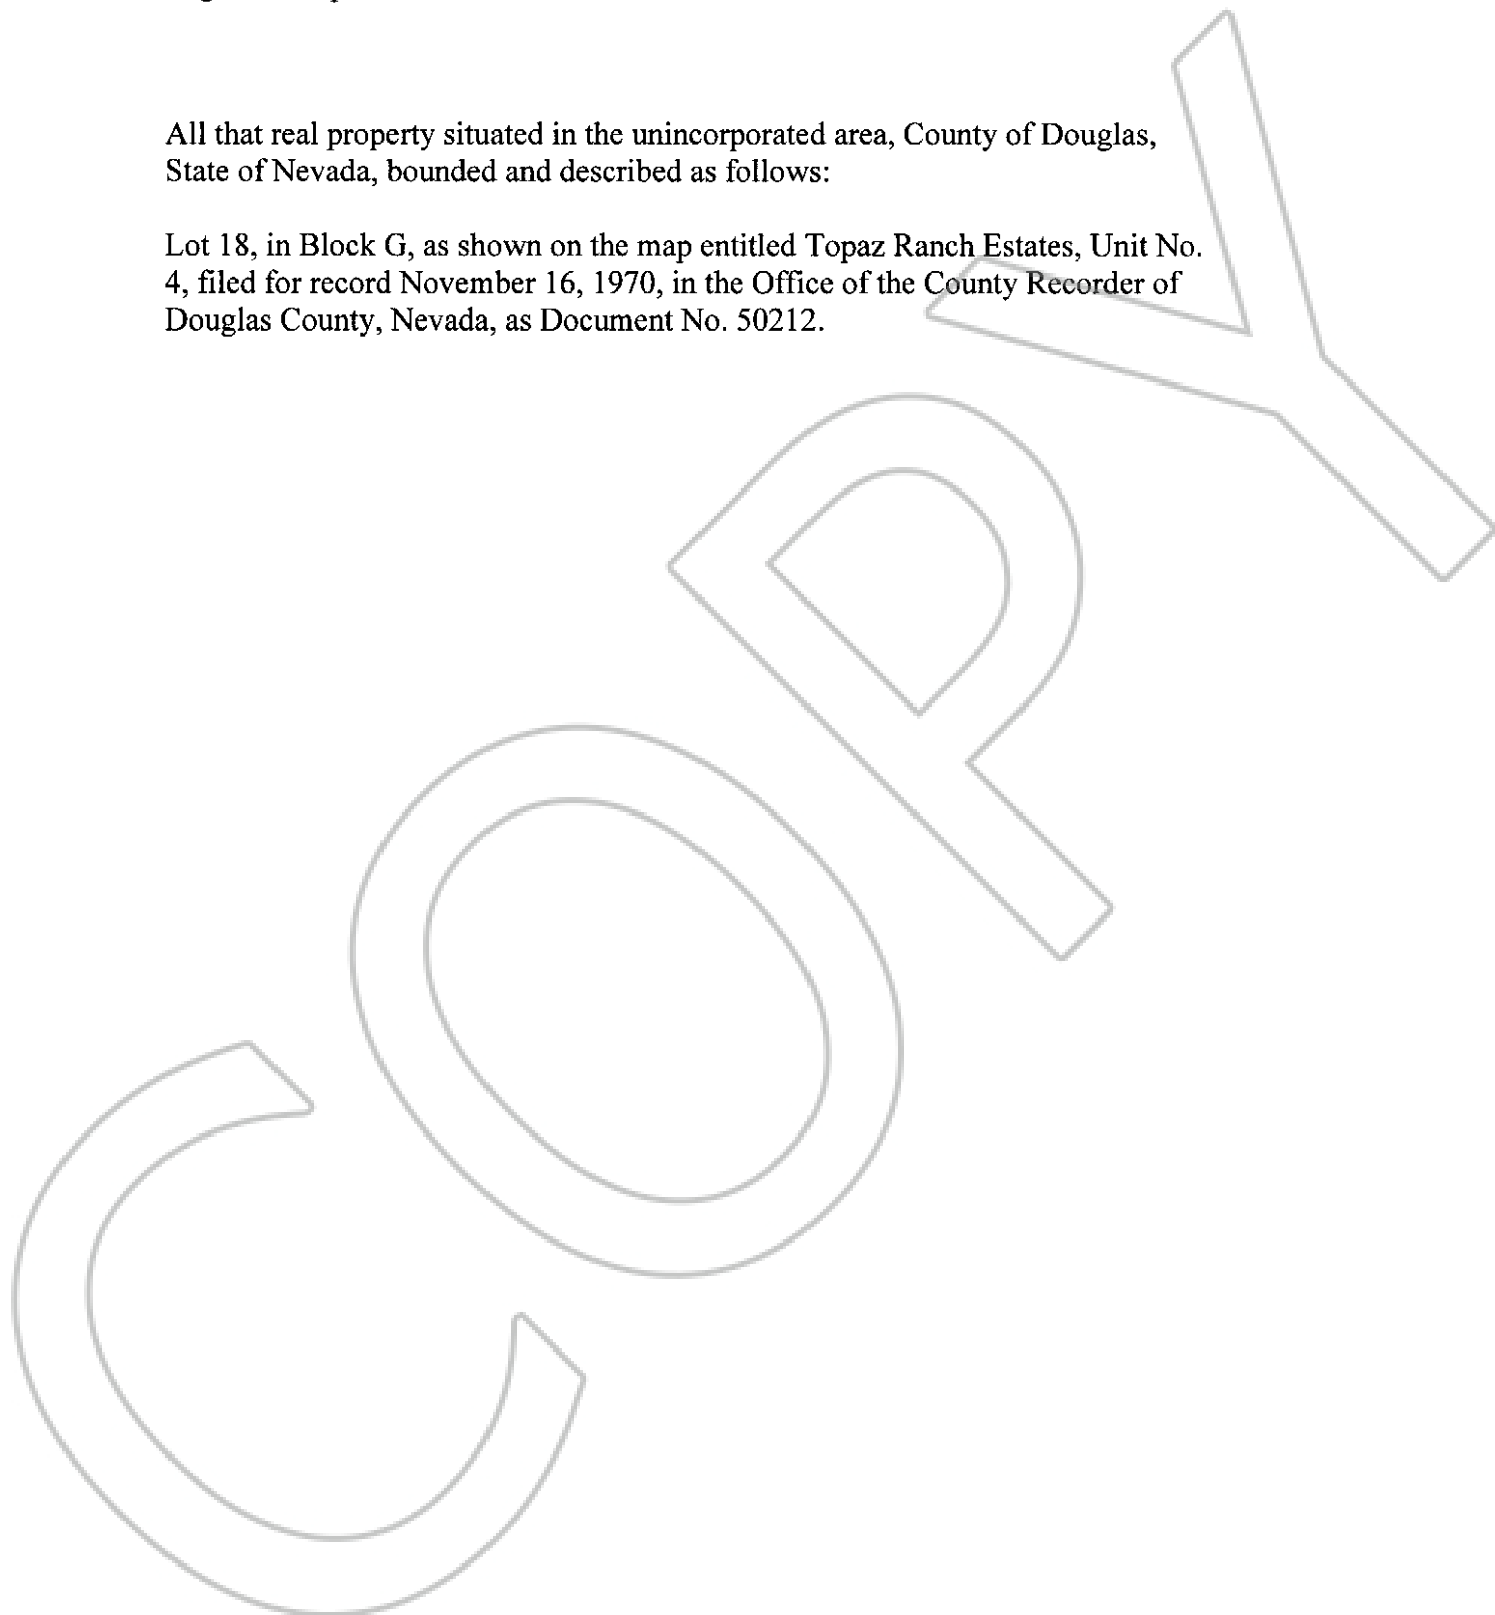 All that real property situated in the unincorporated area, County of Douglas,
State of Nevada, bounded and described as follows:
Lot 18, in Block G, as shown on the map entitled Topaz Ranch Estates, Unit No.
4, filed for record November 16, 1970, in the Office of the County Recorder of
Douglas County, Nevada, as Document No. 50212.
COPY